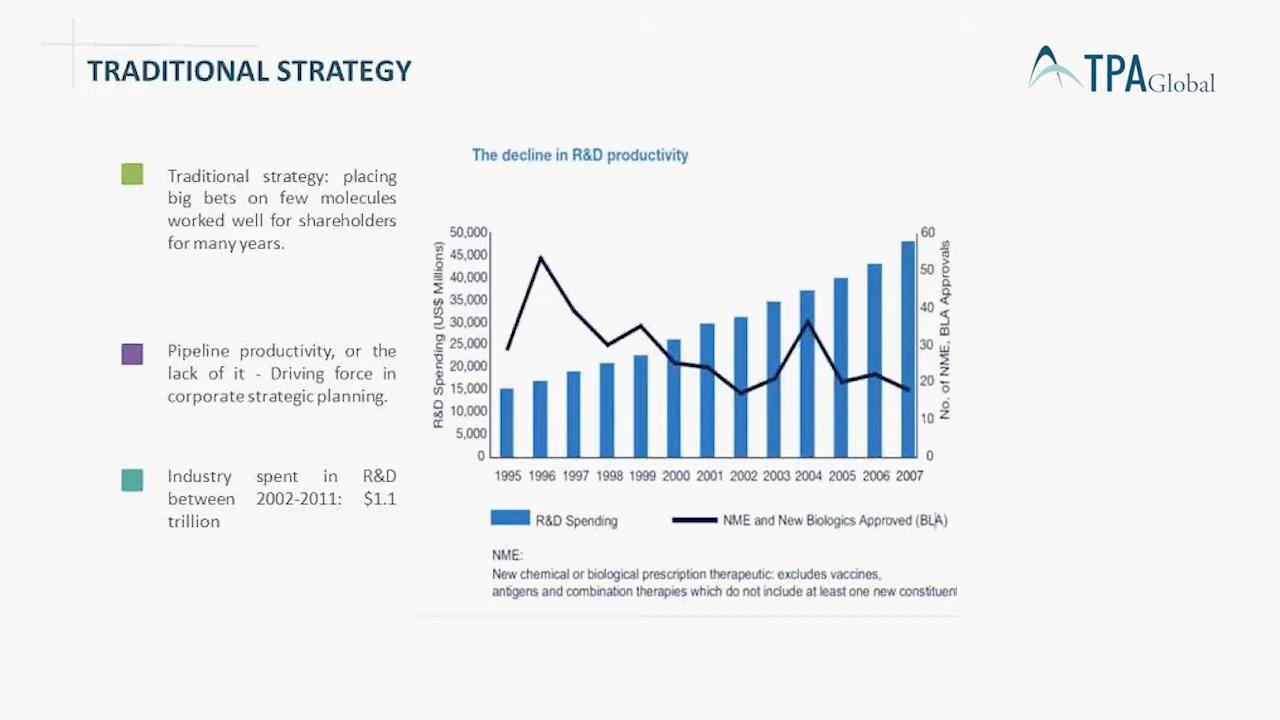 TRADITIONAL STRATEGY
TPA Global
Traditional strategy: placing
big bets on few molecules
worked well for shareholders
for many years.
Pipeline productivity, or the
lack of it - Driving force in
corporate strategic planning.
Industry spent in R&D
between 2002-2011: $1.1
trillion
The decline in R&D productivity
R&D Spending (US$ Millions)
50,000
45,000
40,000
35,000
30,000
25,000
20,000
15,000
10,000
5,000
0
60
50
40
30
20
10
0
No. of NME, BLA Approvals
1995 1996 1997 1998 1999 2000 2001 2002 2003 2004 2005 2006 2007
R&D Spending
NME and New Biologics Approved (BLA)
NME:
New chemical or biological prescription therapeutic: excludes vaccines,
antigens and combination therapies which do not include at least one new constituent